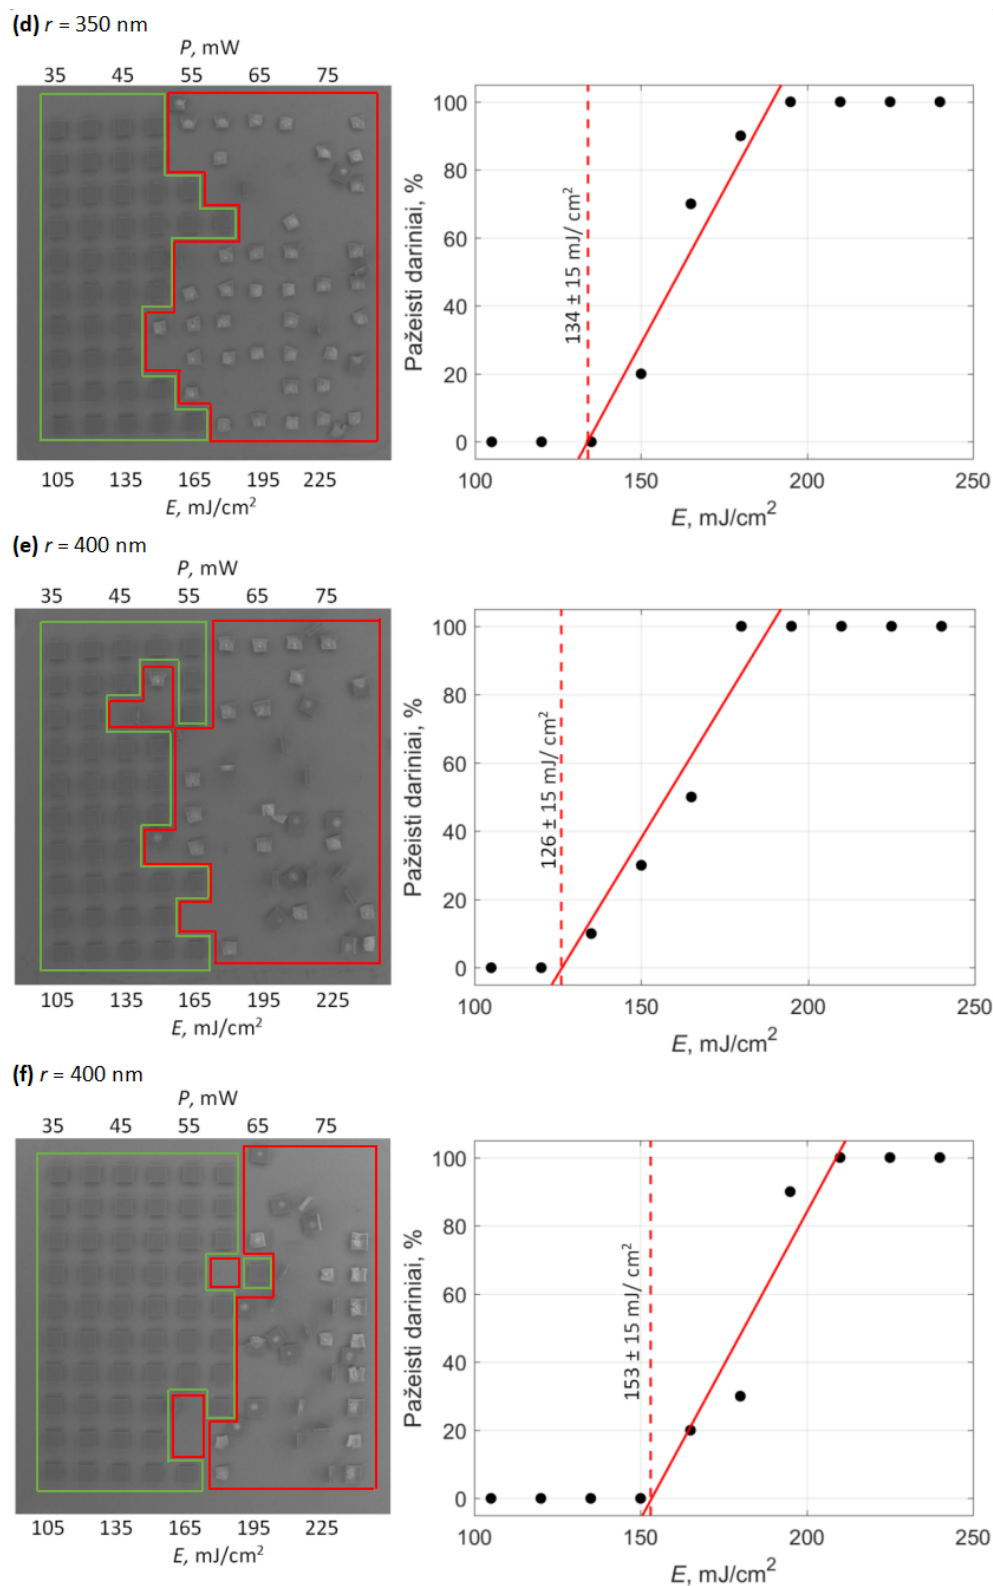 (d) r = 350 nm
P, mW
35 45 55 65 75
105 135 165 195 225
E, mJ/cm²
Pažeisti dariniai, %
100
80
60
40
20
0
134 ± 15 mJ/ cm²
100 150 200 250
E, mJ/cm²
(e) r = 400 nm
P, mW
35 45 55 65 75
105 135 165 195 225
E, mJ/cm²
Pažeisti dariniai, %
100
80
60
40
20
0
126 ± 15 mJ/ cm²
100 150 200 250
E, mJ/cm²
(f) r = 400 nm
P, mW
35 45 55 65 75
105 135 165 195 225
E, mJ/cm²
Pažeisti dariniai, %
100
80
60
40
20
0
153 ± 15 mJ/ cm²
100 150 200 250
E, mJ/cm²